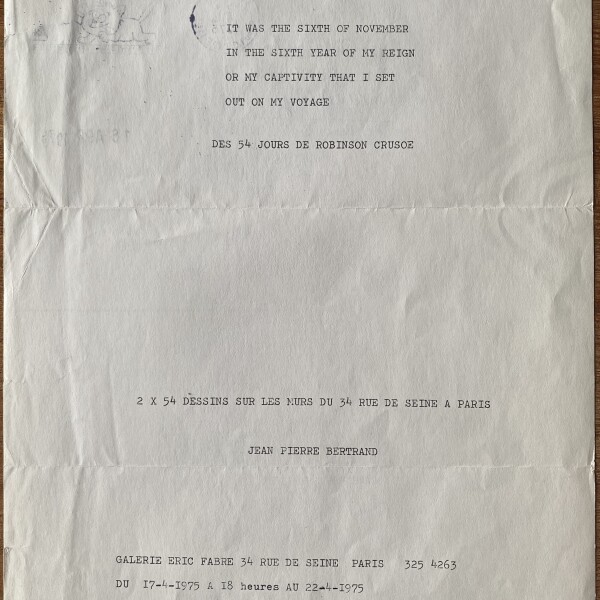 IT WAS THE SIXTH OF NOVEMBER
IN THE SIXTH YEAR OF MY REIGN
OR MY CAPTIVITY THAT I SET
OUT ON MY VOYAGE
DES 54 JOURS DE ROBINSON CRUSOE
2 X 54 DESSINS SUR LES MURS DU 34 RUE DE SEINE A PARIS
JEAN PIERRE BERTRAND
GALERIE ERIC FABRE 34 RUE DE SEINE PARIS 325 4263
DU 17-4-1975 A 18 heures AU 22-4-1975